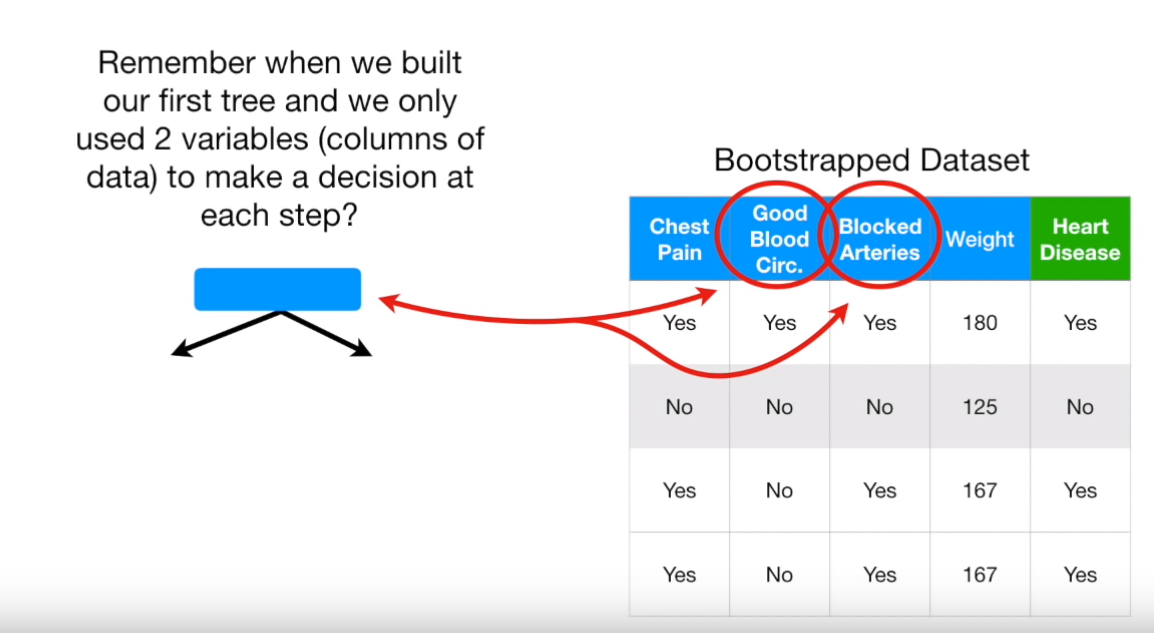 Remember when we built
our first tree and we only
used 2 variables (columns of
data) to make a decision at
each step?
Bootstrapped Dataset
Chest Pain Good Blood Circ. Blocked Arteries Weight Heart Disease
Yes Yes Yes 180 Yes
No No No 125 No
Yes No Yes 167 Yes
Yes No Yes 167 Yes